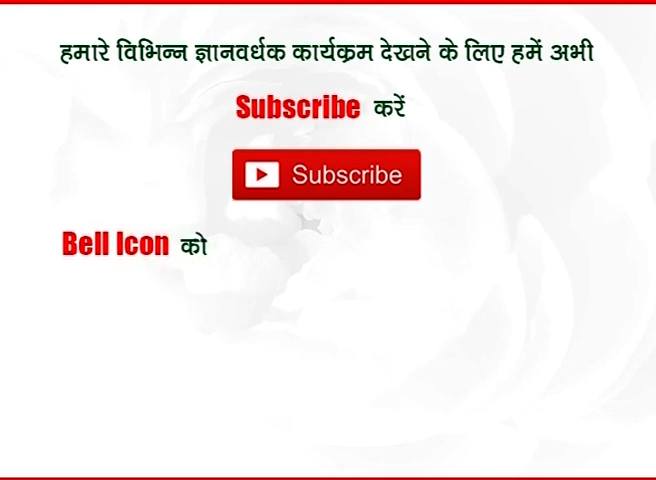 हमारे विभिन्न ज्ञानवर्धक कार्यक्रम देखने के लिए हमें अभी
Subscribe करें
Subscribe
Bell Icon को